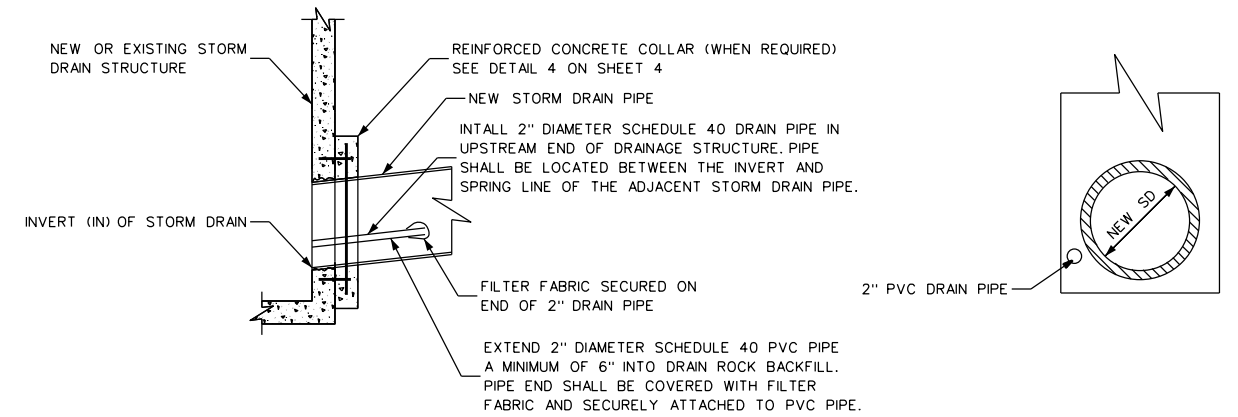 NEW OR EXISTING STORM
DRAIN STRUCTURE
REINFORCED CONCRETE COLLAR (WHEN REQUIRED)
SEE DETAIL 4 ON SHEET 4
NEW STORM DRAIN PIPE
INTALL 2" DIAMETER SCHEDULE 40 DRAIN PIPE IN
UPSTREAM END OF DRAINAGE STRUCTURE. PIPE
SHALL BE LOCATED BETWEEN THE INVERT AND
SPRING LINE OF THE ADJACENT STORM DRAIN PIPE.
INVERT (IN) OF STORM DRAIN
FILTER FABRIC SECURED ON
END OF 2" DRAIN PIPE
EXTEND 2" DIAMETER SCHEDULE 40 PVC PIPE
A MINIMUM OF 6" INTO DRAIN ROCK BACKFILL.
PIPE END SHALL BE COVERED WITH FILTER
FABRIC AND SECURELY ATTACHED TO PVC PIPE.
NEW SD
2" PVC DRAIN PIPE